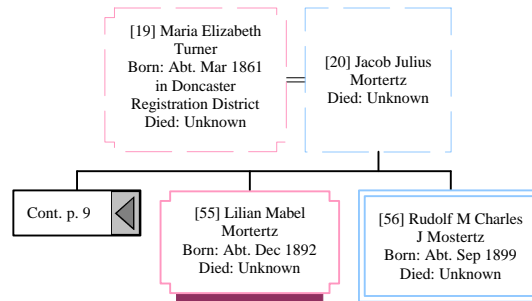 [19] Maria Elizabeth
Turner
Born: Abt. Mar 1861
in Doncaster
Registration District
Died: Unknown
[20] Jacob Julius
Mortertz
Died: Unknown
Cont. p. 9
[55] Lilian Mabel
Mortertz
Born: Abt. Dec 1892
Died: Unknown
[56] Rudolf M Charles
J Mostertz
Born: Abt. Sep 1899
Died: Unknown